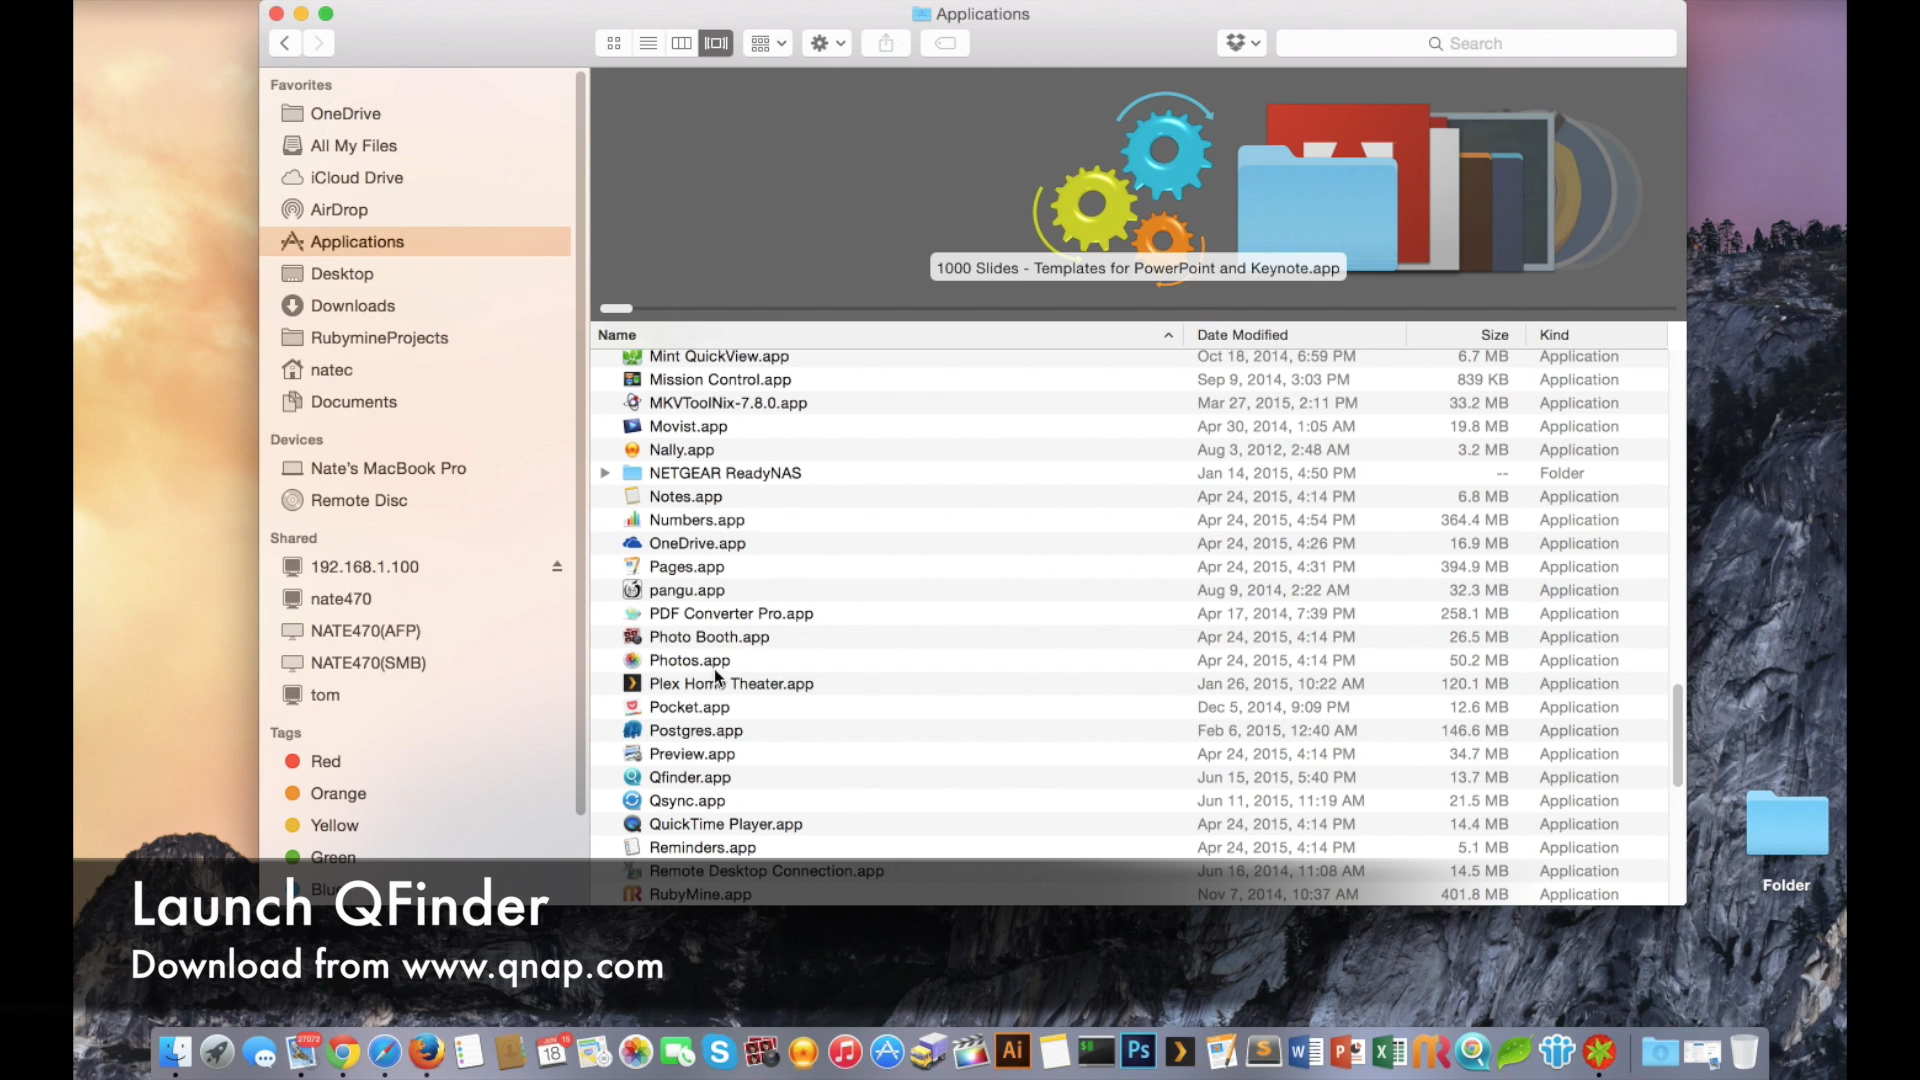 Applications
Search
Favorites
OneDrive
All My Files
iCloud Drive
AirDrop
Applications
Desktop
Downloads
RubymineProjects
natec
Documents
Devices
Nate's MacBook Pro
Remote Disc
Shared
192.168.1.100
nate470
NATE470(AFP)
NATE470(SMB)
tom
Tags
Red
Orange
Yellow
Green
Blu
1000 Slides - Templates for PowerPoint and Keynote.app
Name Date Modified Size Kind
Mint QuickView.app Oct 18, 2014, 6:59 PM 6.7 MB Application
Mission Control.app Sep 9, 2014, 3:03 PM 839 KB Application
MKVToolNix-7.8.0.app Mar 27, 2015, 2:11 PM 33.2 MB Application
Movist.app Apr 30, 2014, 1:05 AM 19.8 MB Application
Nally.app Aug 3, 2012, 2:48 AM 3.2 MB Application
NETGEAR ReadyNAS Jan 14, 2015, 4:50 PM -- Folder
Notes.app Apr 24, 2015, 4:14 PM 6.8 MB Application
Numbers.app Apr 24, 2015, 4:54 PM 364.4 MB Application
OneDrive.app Apr 24, 2015, 4:26 PM 16.9 MB Application
Pages.app Apr 24, 2015, 4:31 PM 394.9 MB Application
pangu.app Aug 9, 2014, 2:22 AM 32.3 MB Application
PDF Converter Pro.app Apr 17, 2014, 7:39 PM 258.1 MB Application
Photo Booth.app Apr 24, 2015, 4:14 PM 26.5 MB Application
Photos.app Apr 24, 2015, 4:14 PM 50.2 MB Application
Plex Home Theater.app Jan 26, 2015, 10:22 AM 120.1 MB Application
Pocket.app Dec 5, 2014, 9:09 PM 12.6 MB Application
Postgres.app Feb 6, 2015, 12:40 AM 146.6 MB Application
Preview.app Apr 24, 2015, 4:14 PM 34.7 MB Application
Qfinder.app Jun 15, 2015, 5:40 PM 13.7 MB Application
Qsync.app Jun 11, 2015, 11:19 AM 21.5 MB Application
QuickTime Player.app Apr 24, 2015, 4:14 PM 14.4 MB Application
Reminders.app Apr 24, 2015, 4:14 PM 5.1 MB Application
Remote Desktop Connection.app Jun 16, 2014, 11:08 AM 14.5 MB Application
RubyMine.app Nov 7, 2014, 10:37 AM 401.8 MB Application
Folder
Launch QFinder
Download from www.qnap.com
27072
JUN 15
18
Ai
Ps